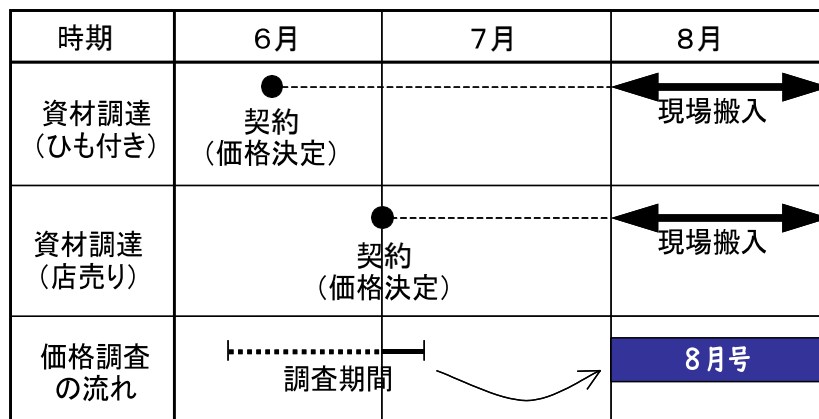 時期
6月
7月
8月
資材調達
(ひも付き)
契約
(価格決定)
現場搬入
資材調達
(店売り)
契約
(価格決定)
現場搬入
価格調査
の流れ
調査期間
8月号